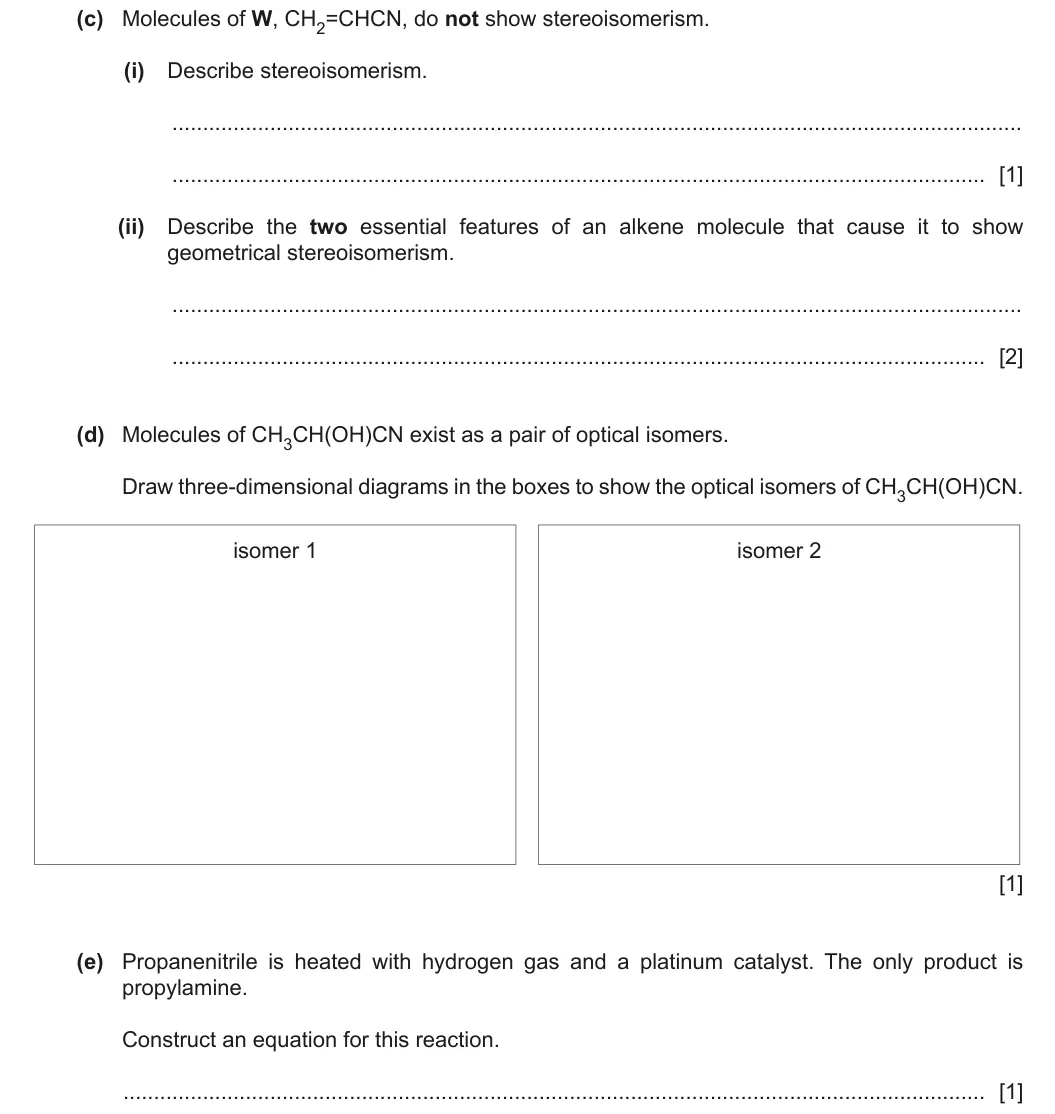 (c) Molecules of W, CH₂=CHCN, do not show stereoisomerism.
(i) Describe stereoisomerism.
..........................................................................................................................................
.................................................................................................................................... [1]
(ii) Describe the two essential features of an alkene molecule that cause it to show
geometrical stereoisomerism.
..........................................................................................................................................
.................................................................................................................................... [2]
(d) Molecules of CH₃CH(OH)CN exist as a pair of optical isomers.
Draw three-dimensional diagrams in the boxes to show the optical isomers of CH₃CH(OH)CN.
isomer 1
isomer 2
[1]
(e) Propanenitrile is heated with hydrogen gas and a platinum catalyst. The only product is
propylamine.
Construct an equation for this reaction.
............................................................................................................................................ [1]